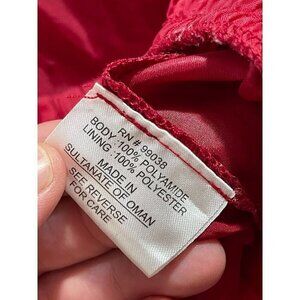 RN # 99038
BODY: 100% POLYAMIDE
LINING: 100% POLYESTER
MADE IN
SULTANATE OF OMAN
SEE REVERSE
FOR CARE